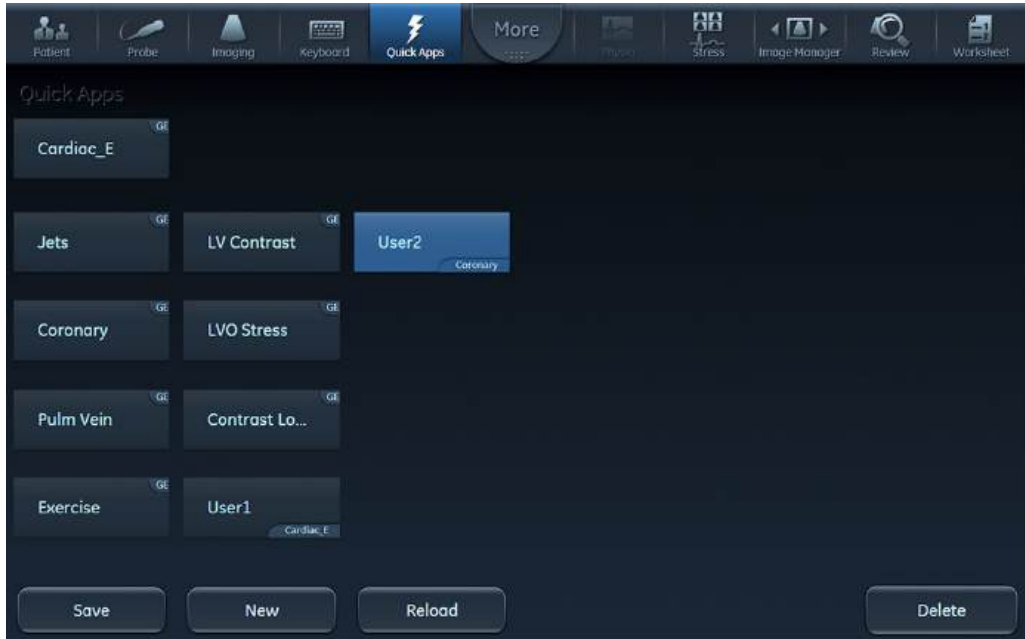 Patient
Probe
Imaging
Keyboard
Quick Apps
More
Physio
Stress
Image Manager
Review
Worksheet
Quick Apps
GE
Cardiac_E
GE
Jets
GE
LV Contrast
User2
Coronary
GE
Coronary
GE
LVO Stress
GE
Pulm Vein
GE
Contrast Lo...
GE
Exercise
User1
Cardiac_E
Save
New
Reload
Delete